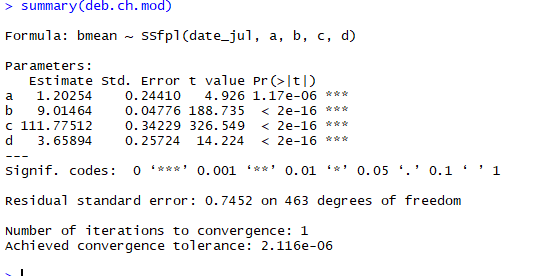 > summary(deb.ch.mod)
Formula: bmean ~ SSfpl(date_jul, a, b, c, d)
Parameters:
Estimate Std. Error t value Pr(>|t|)
a 1.20254 0.24410 4.926 1.17e-06 ***
b 9.01464 0.04776 188.735 < 2e-16 ***
c 111.77512 0.34229 326.549 < 2e-16 ***
d 3.65894 0.25724 14.224 < 2e-16 ***
---
Signif. codes: 0 ‘***’ 0.001 ‘**’ 0.01 ‘*’ 0.05 ‘.’ 0.1 ‘ ’ 1
Residual standard error: 0.7452 on 463 degrees of freedom
Number of iterations to convergence: 1
Achieved convergence tolerance: 2.116e-06
>